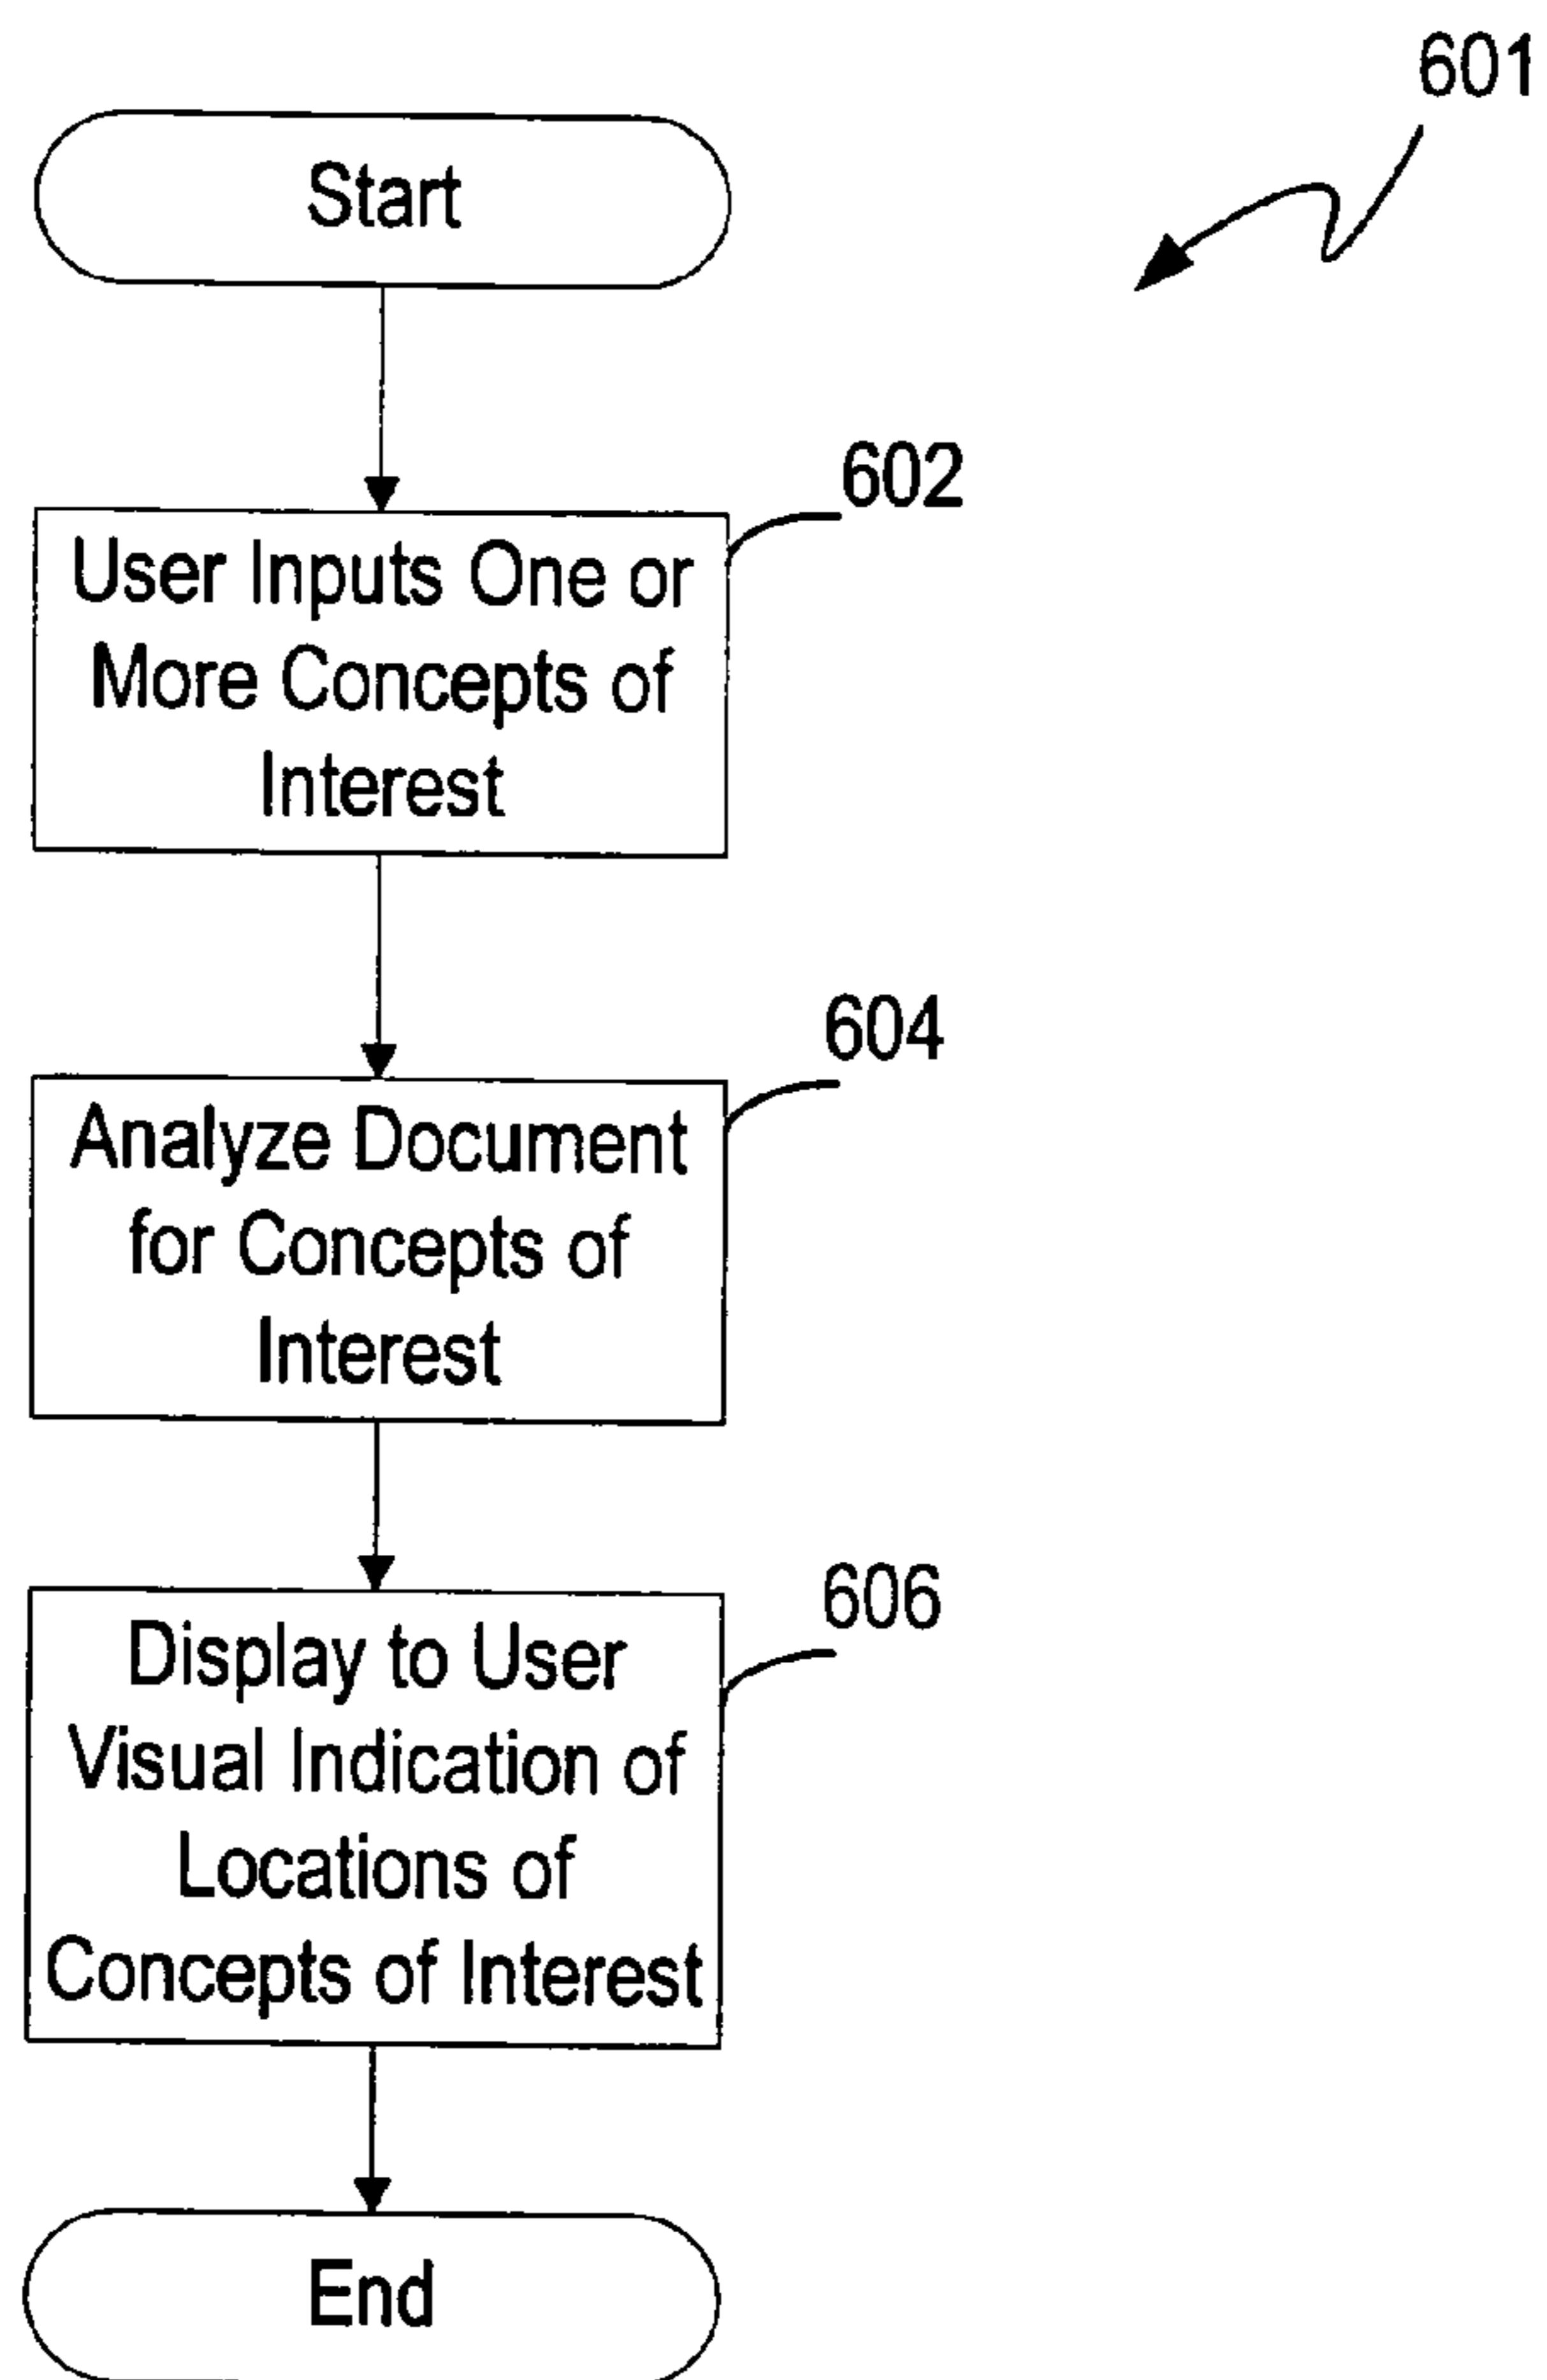 601
Start
602
User Inputs One or
More Concepts of
Interest
604
Analyze Document
for Concepts of
Interest
606
Display to User
Visual Indication of
Locations of
Concepts of Interest
End